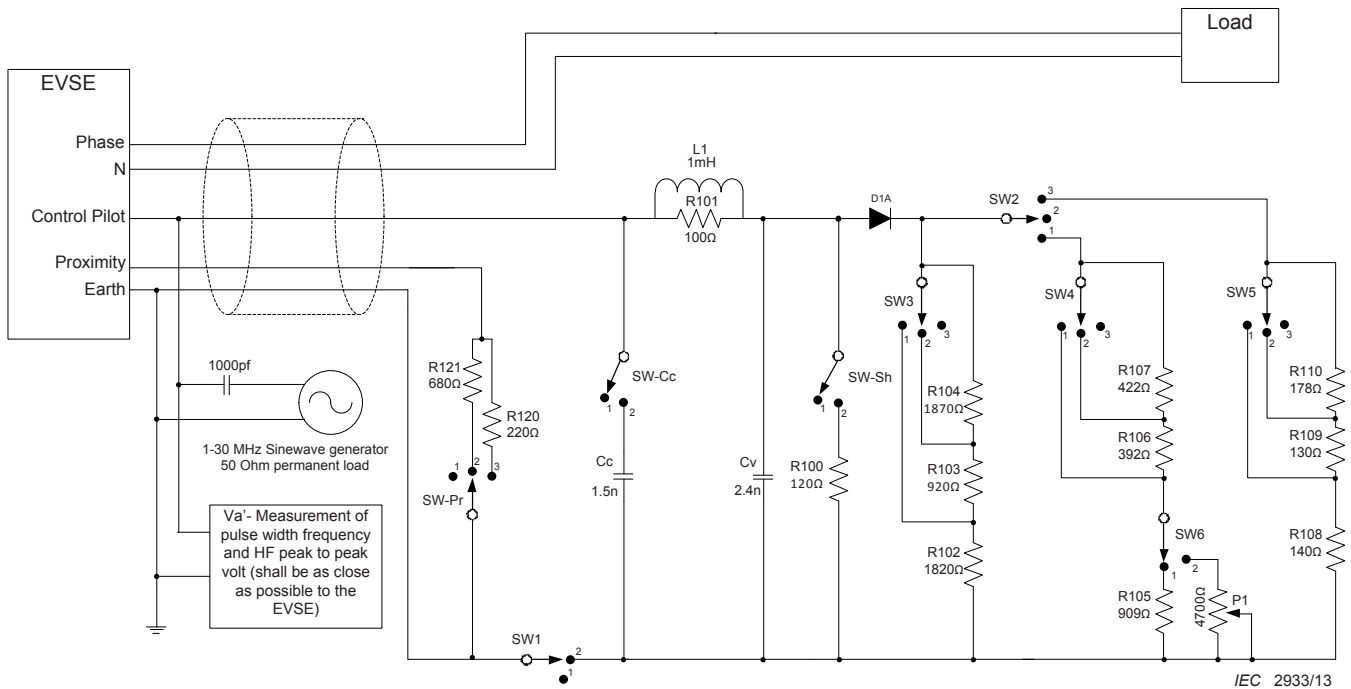 Load
EVSE
Phase
N
Control Pilot
Proximity
Earth
L1
1mH
R101
100Ω
D1A
SW2
3
2
1
SW3
1
2
3
SW4
1
2
3
SW5
1
2
3
1000pf
1-30 MHz Sinewave generator
50 Ohm permanent load
R121
680Ω
R120
220Ω
1
2
3
SW-Pr
SW-Cc
1
2
Cc
1.5n
Cv
2.4n
SW-Sh
1
2
R100
120Ω
R104
1870Ω
R103
920Ω
R102
1820Ω
R107
422Ω
R106
392Ω
SW6
1
2
R105
909Ω
4700Ω
P1
R110
178Ω
R109
130Ω
R108
140Ω
Va'- Measurement of
pulse width frequency
and HF peak to peak
volt (shall be as close
as possible to the
EVSE)
SW1
2
1
IEC 2933/13